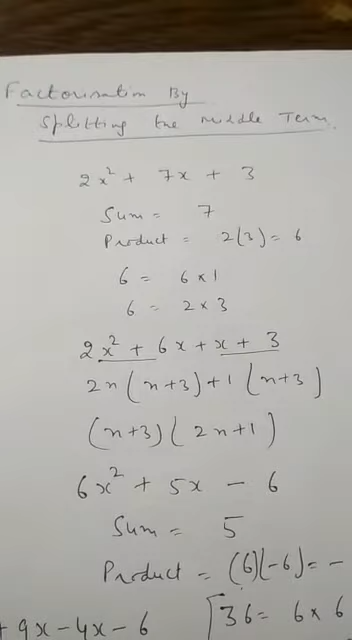 Factorisation By
Splitting the Middle Term
2x² + 7x + 3
Sum = 7
Product = 2(3) = 6
6 = 6 x 1
6 = 2 x 3
2x² + 6x + x + 3
2x (x+3) + 1 (x+3)
(x+3) (2x+1)
6x² + 5x - 6
Sum = 5
Product = (6)(-6) = -
+ 9x - 4x - 6
36 = 6 x 6